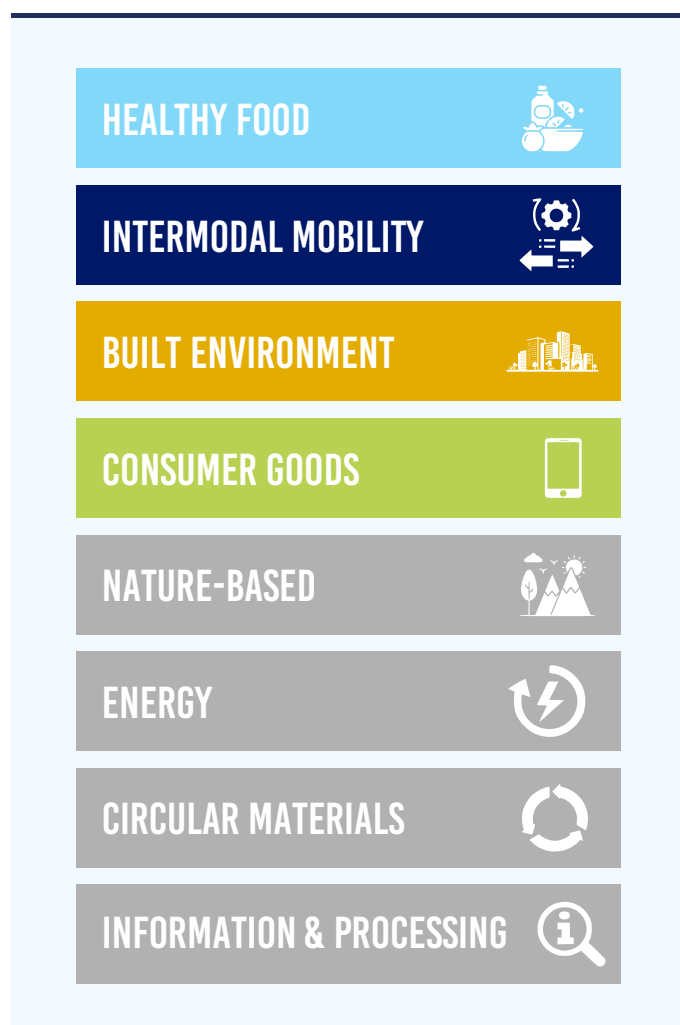 HEALTHY FOOD
INTERMODAL MOBILITY
BUILT ENVIRONMENT
CONSUMER GOODS
NATURE-BASED
ENERGY
CIRCULAR MATERIALS
INFORMATION & PROCESSING